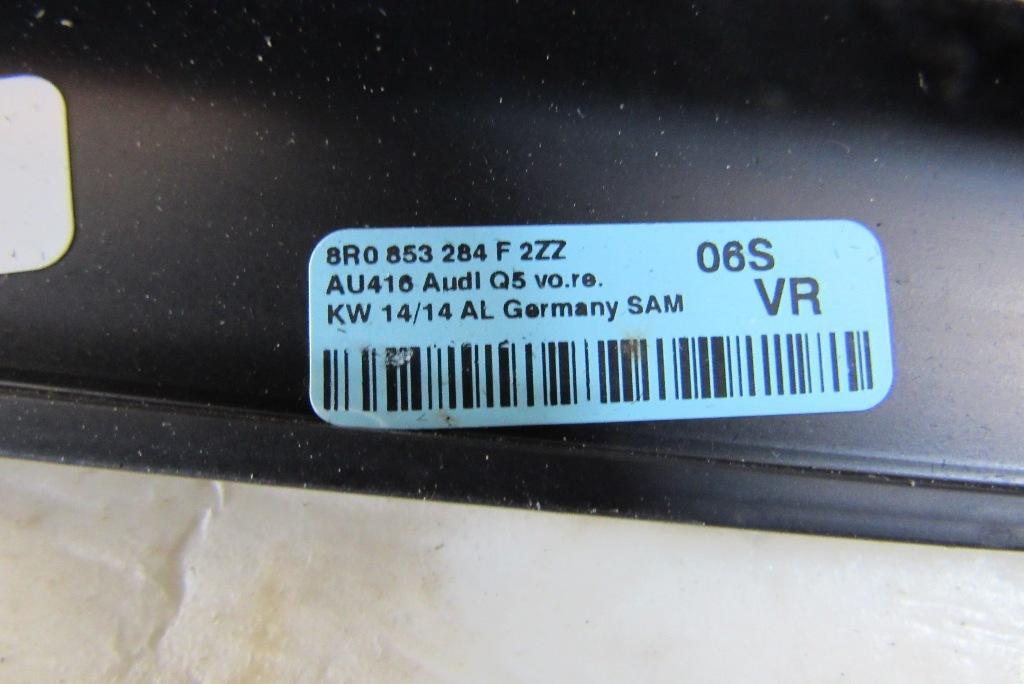 8R0 853 284 F 2ZZ
AU416 Audi Q5 vo.re.
KW 14/14 AL Germany SAM
06S
VR